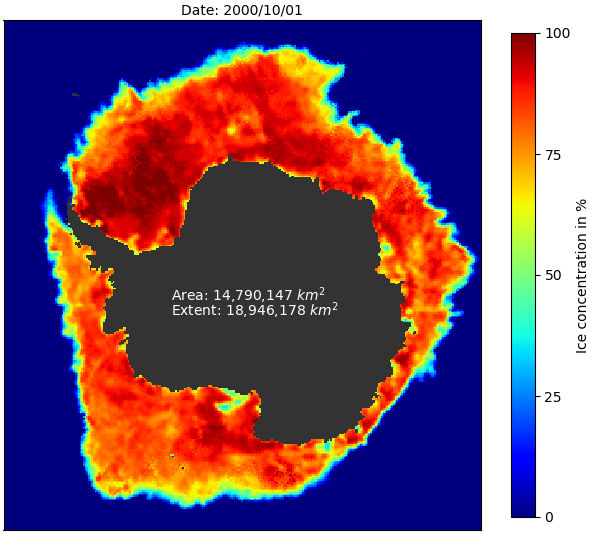 Date: 2000/10/01
100
75
50
25
0
Ice concentration in %
Area: 14,790,147 km²
Extent: 18,946,178 km²